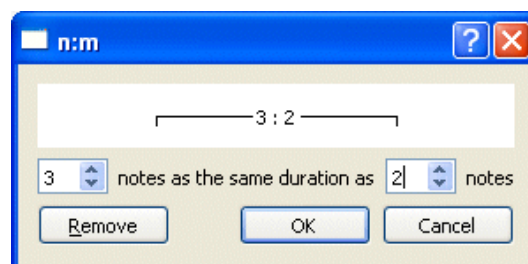 n:m
3 : 2
3 notes as the same duration as 2 notes
Remove OK Cancel